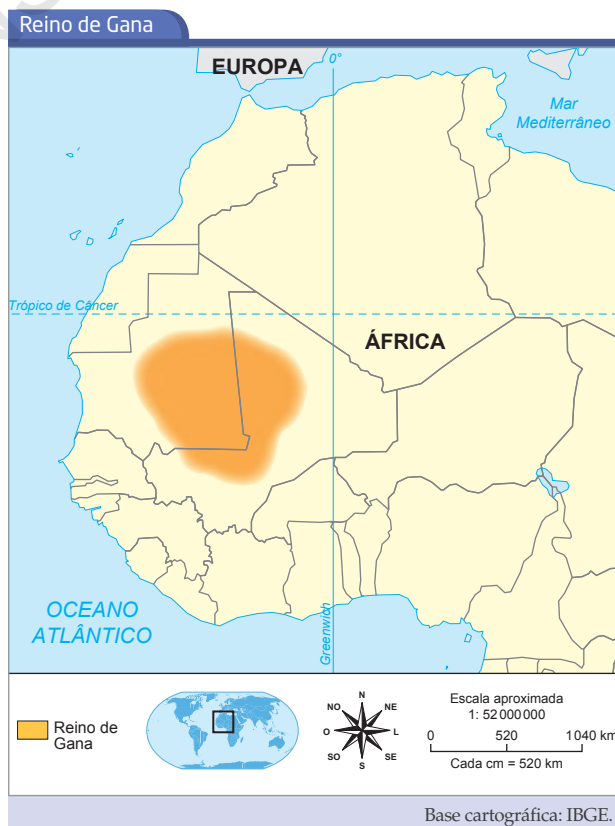 Reino de Gana
EUROPA
0°
Mar
Mediterrâneo
Trópico de Câncer
ÁFRICA
OCEANO
ATLÂNTICO
Greenwich
Reino de
Gana
N
NO
NE
O
L
SO
SE
S
Escala aproximada
1: 52 000 000
0 520 1 040 km
Cada cm = 520 km
Base cartográfica: IBGE.